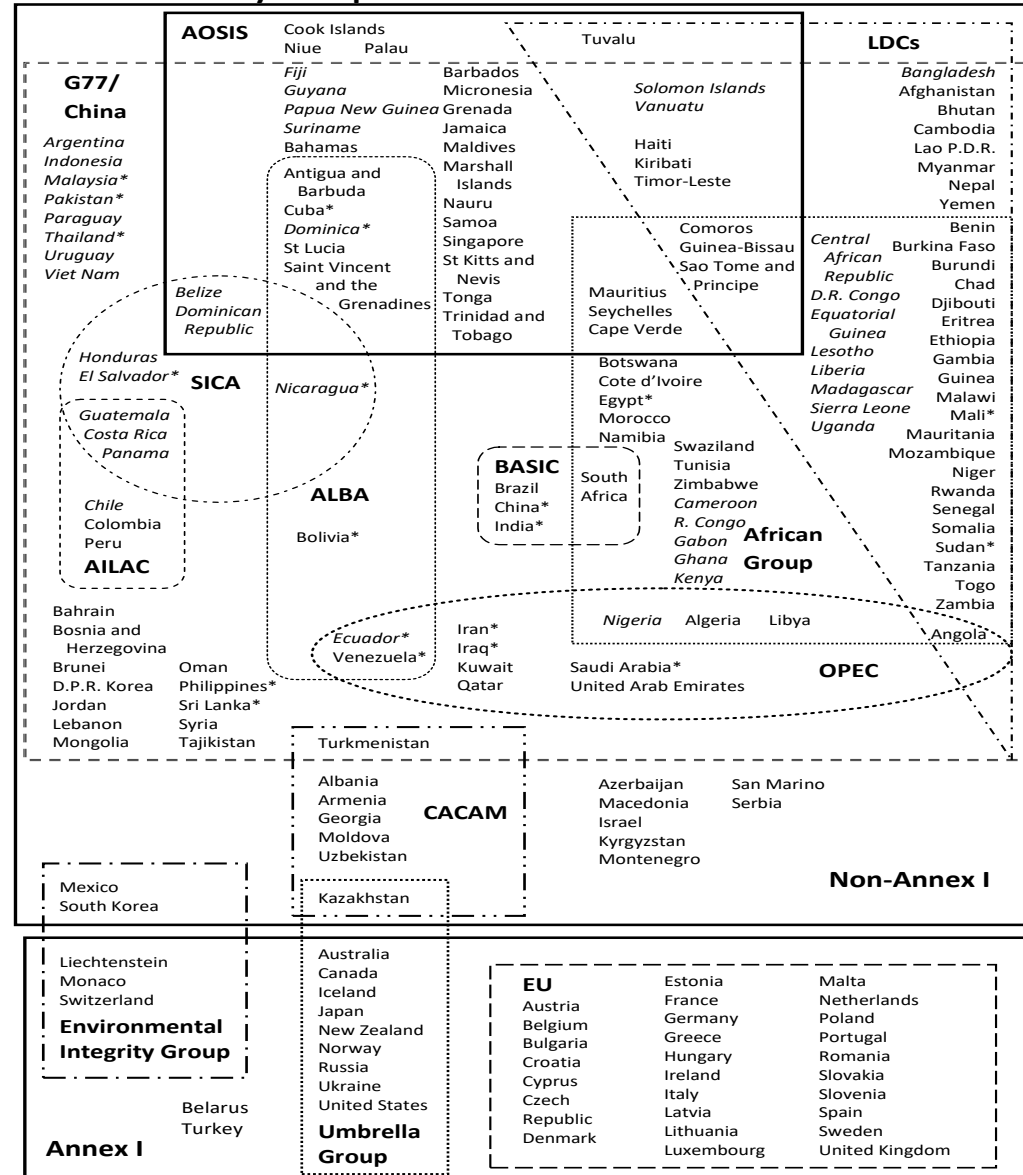 AOSIS
Cook Islands
Niue Palau
Tuvalu
LDCs
G77/
China
Argentina
Indonesia
Malaysia*
Pakistan*
Paraguay
Thailand*
Uruguay
Viet Nam
Fiji
Guyana
Papua New Guinea
Suriname
Bahamas
Antigua and
Barbuda
Cuba*
Dominica*
St Lucia
Saint Vincent
and the
Grenadines
Barbados
Micronesia
Grenada
Jamaica
Maldives
Marshall
Islands
Nauru
Samoa
Singapore
St Kitts and
Nevis
Tonga
Trinidad and
Tobago
Solomon Islands
Vanuatu
Haiti
Kiribati
Timor-Leste
Comoros
Guinea-Bissau
Sao Tome and
Principe
Mauritius
Seychelles
Cape Verde
Bangladesh
Afghanistan
Bhutan
Cambodia
Lao P.D.R.
Myanmar
Nepal
Yemen
Central
African
Republic
D.R. Congo
Equatorial
Guinea
Lesotho
Liberia
Madagascar
Sierra Leone
Uganda
Benin
Burkina Faso
Burundi
Chad
Djibouti
Eritrea
Ethiopia
Gambia
Guinea
Malawi
Mali*
Mauritania
Mozambique
Niger
Rwanda
Senegal
Somalia
Sudan*
Tanzania
Togo
Zambia
Angola
Belize
Dominican
Republic
Honduras
El Salvador*
SICA
Nicaragua*
Guatemala
Costa Rica
Panama
Chile
Colombia
Peru
AILAC
ALBA
Bolivia*
Ecuador*
Venezuela*
BASIC
Brazil
China*
India*
South
Africa
Botswana
Cote d'Ivoire
Egypt*
Morocco
Namibia
Swaziland
Tunisia
Zimbabwe
Cameroon
R. Congo
Gabon
Ghana
Kenya
African
Group
Nigeria Algeria Libya
Iran*
Iraq*
Kuwait
Qatar
Saudi Arabia*
United Arab Emirates
OPEC
Bahrain
Bosnia and
Herzegovina
Brunei
D.P.R. Korea
Jordan
Lebanon
Mongolia
Oman
Philippines*
Sri Lanka*
Syria
Tajikistan
Turkmenistan
Albania
Armenia
Georgia
Moldova
Uzbekistan
CACAM
Kazakhstan
Azerbaijan
Macedonia
Israel
Kyrgyzstan
Montenegro
San Marino
Serbia
Non-Annex I
Mexico
South Korea
Liechtenstein
Monaco
Switzerland
Environmental
Integrity Group
Belarus
Turkey
Annex I
Australia
Canada
Iceland
Japan
New Zealand
Norway
Russia
Ukraine
United States
Umbrella
Group
EU
Austria
Belgium
Bulgaria
Croatia
Cyprus
Czech
Republic
Denmark
Estonia
France
Germany
Greece
Hungary
Ireland
Italy
Latvia
Lithuania
Luxembourg
Malta
Netherlands
Poland
Portugal
Romania
Slovakia
Slovenia
Spain
Sweden
United Kingdom